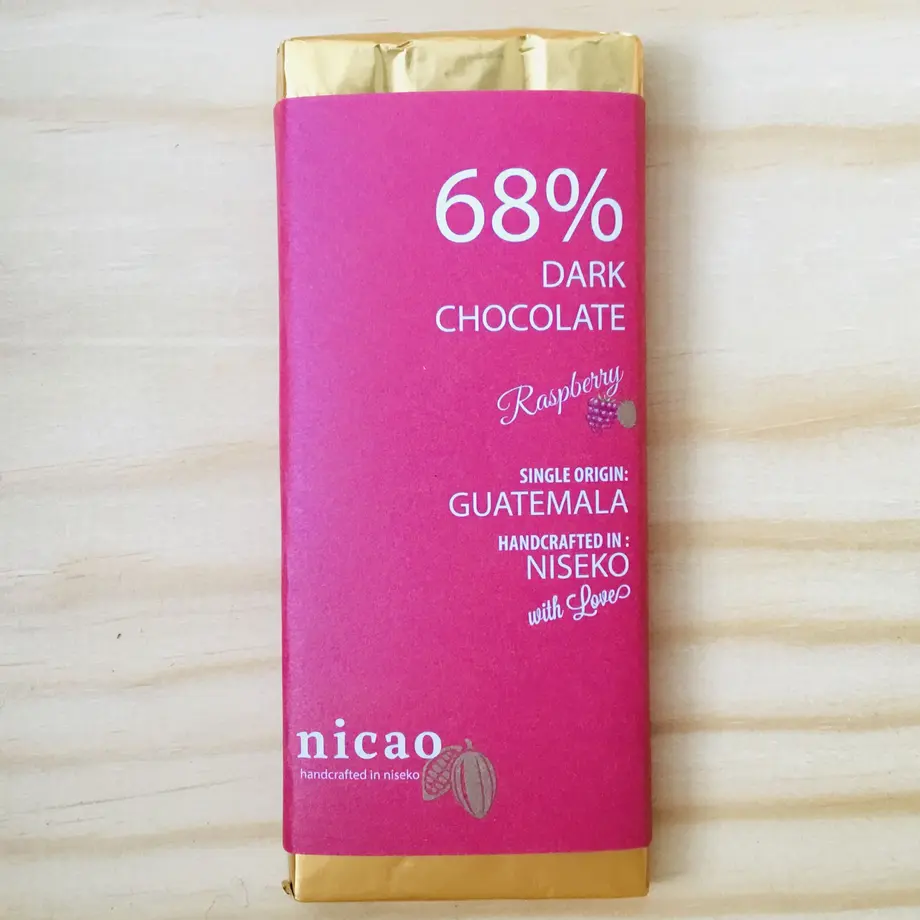 68%
DARK
CHOCOLATE
Raspberry
SINGLE ORIGIN:
GUATEMALA
HANDCRAFTED IN :
NISEKO
with Love
nicao
handcrafted in niseko